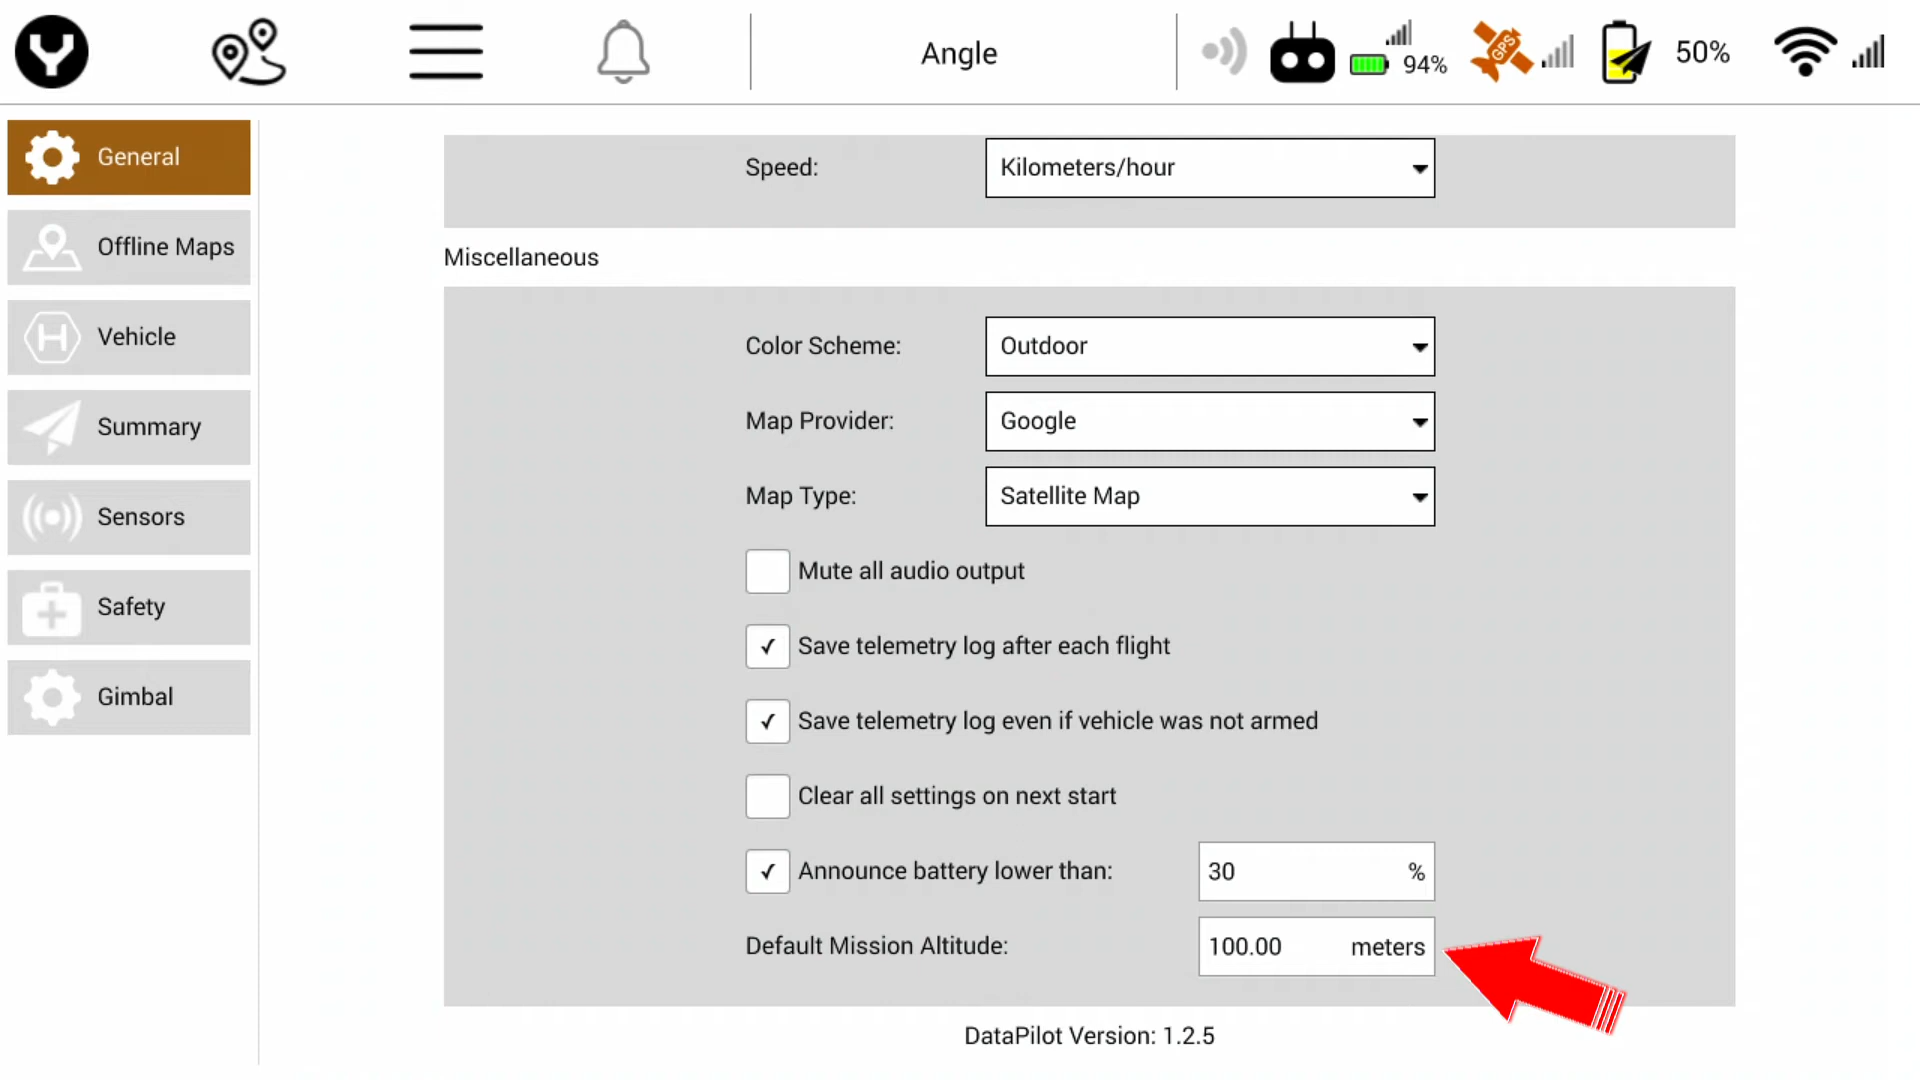 Angle
94%
GPS
50%
General
Offline Maps
Vehicle
Summary
Sensors
Safety
Gimbal
Speed: Kilometers/hour
Miscellaneous
Color Scheme: Outdoor
Map Provider: Google
Map Type: Satellite Map
Mute all audio output
Save telemetry log after each flight
Save telemetry log even if vehicle was not armed
Clear all settings on next start
Announce battery lower than: 30 %
Default Mission Altitude: 100.00 meters
DataPilot Version: 1.2.5